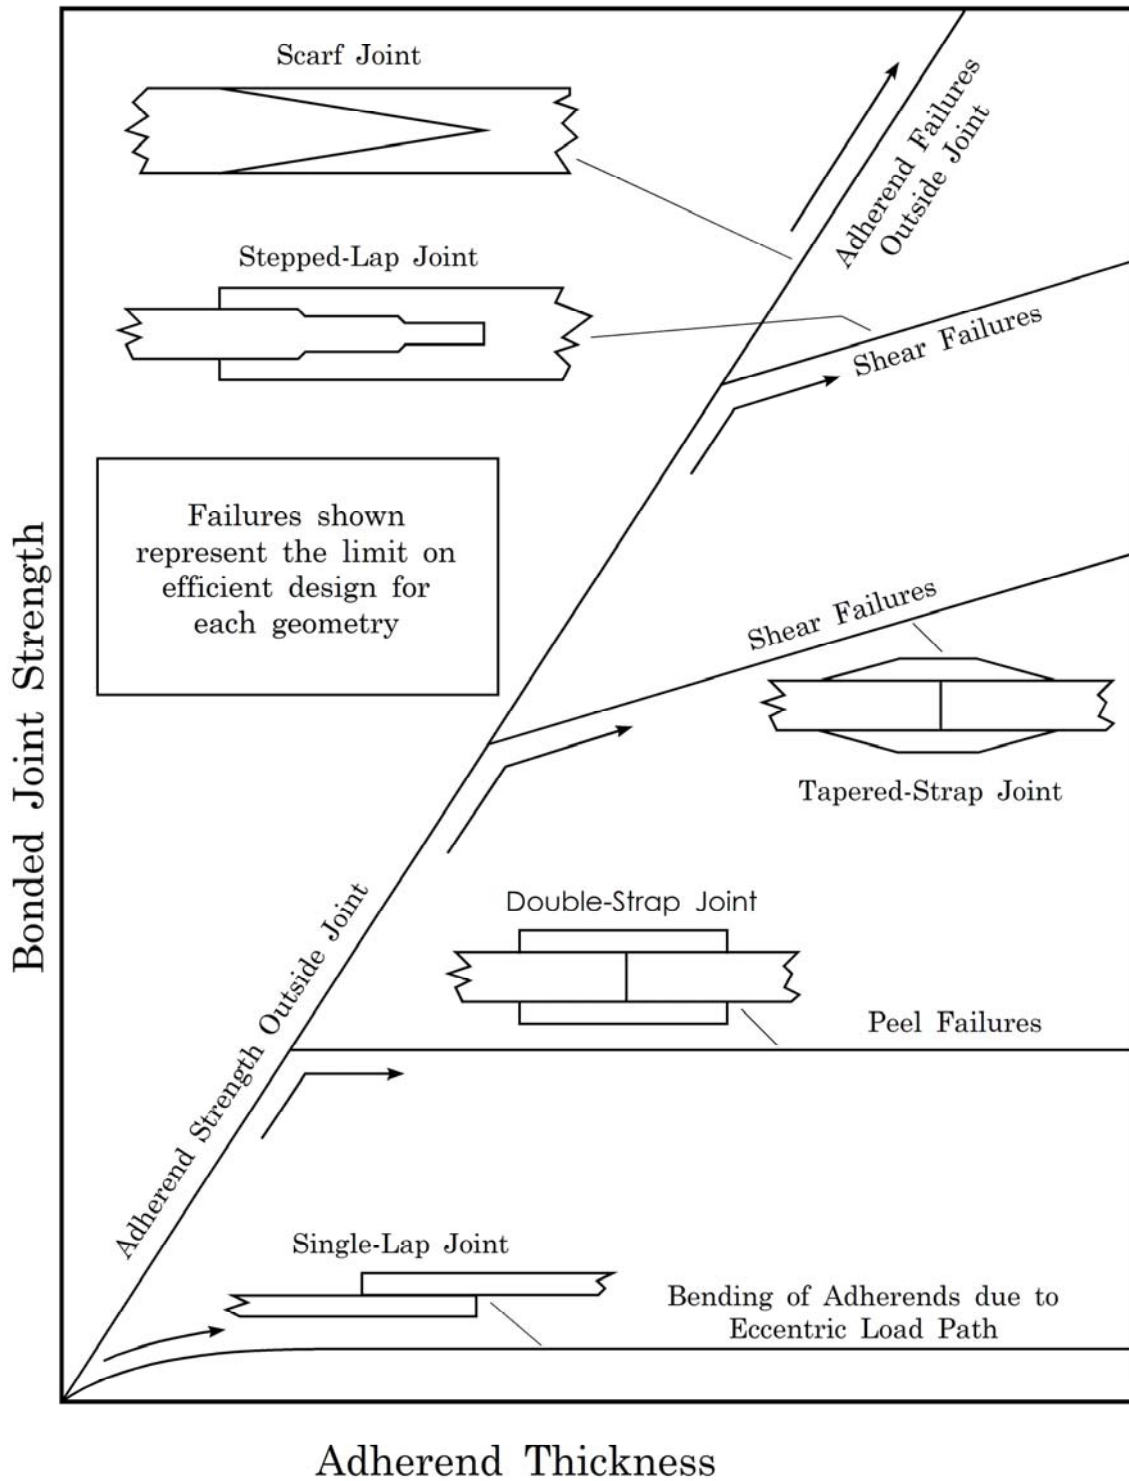 Scarf Joint
Adherend Failures
Outside Joint
Stepped-Lap Joint
Shear Failures
Failures shown
represent the limit on
efficient design for
each geometry
Bonded Joint Strength
Shear Failures
Tapered-Strap Joint
Adherend Strength Outside Joint
Double-Strap Joint
Peel Failures
Single-Lap Joint
Bending of Adherends due to
Eccentric Load Path
Adherend Thickness